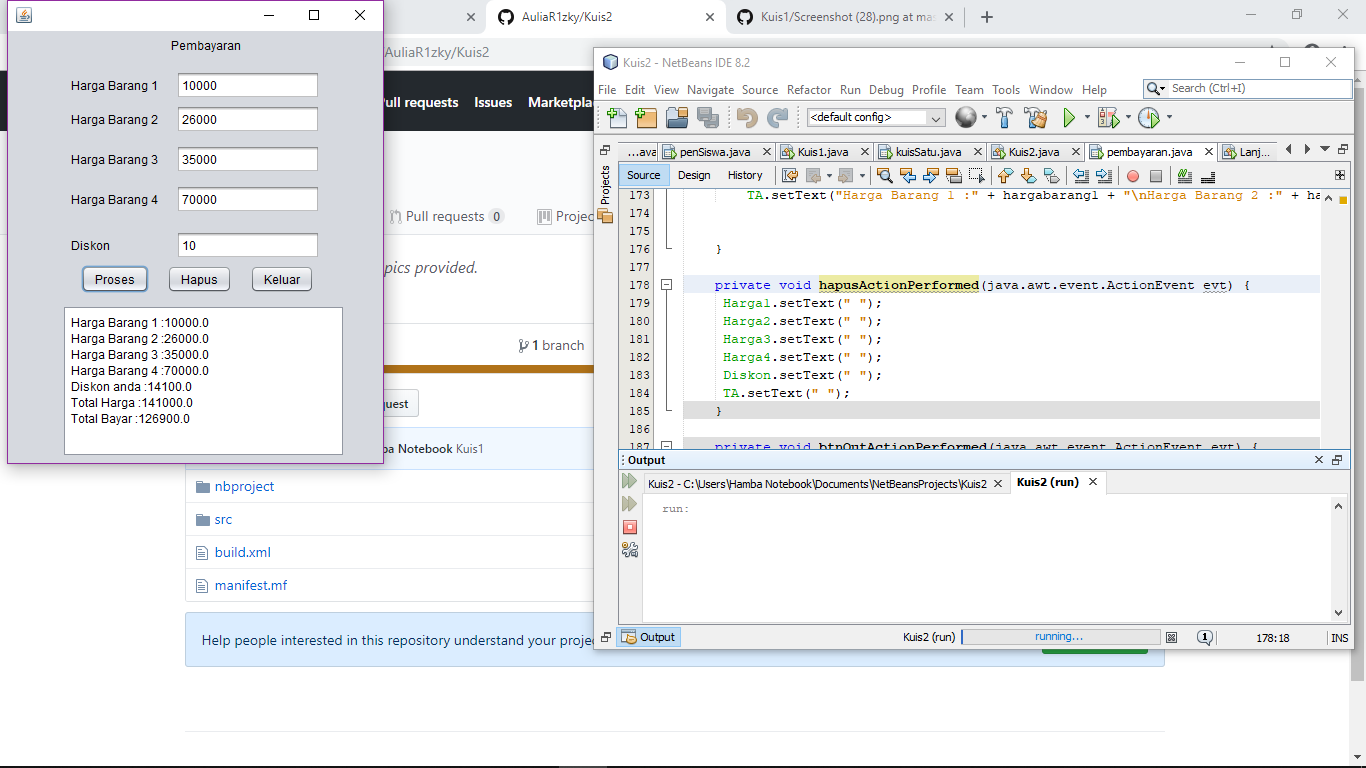 Pembayaran
Harga Barang 1 10000
Harga Barang 2 26000
Harga Barang 3 35000
Harga Barang 4 70000
Diskon 10
Proses Hapus Keluar
Harga Barang 1 :10000.0
Harga Barang 2 :26000.0
Harga Barang 3 :35000.0
Harga Barang 4 :70000.0
Diskon anda :14100.0
Total Harga :141000.0
Total Bayar :126900.0
AuliaR1zky/Kuis2
Kuis1/Screenshot (28).png at mas
AuliaR1zky/Kuis2
Pull requests Issues Marketpla
Pull requests 0 Projec
pics provided.
1 branch
quest
ba Notebook Kuis1
nbproject
src
build.xml
manifest.mf
Help people interested in this repository understand your projec
Kuis2 - NetBeans IDE 8.2
File Edit View Navigate Source Refactor Run Debug Profile Team Tools Window Help
Search (Ctrl+I)
<default config>
...ava penSiswa.java Kuis1.java kuisSatu.java Kuis2.java pembayaran.java Lanj...
Projects
Source Design History
173 TA.setText("Harga Barang 1 :" + hargabarang1 + "\nHarga Barang 2 :" + ha
174
175
176 }
177
178 private void hapusActionPerformed(java.awt.event.ActionEvent evt) {
179 Harga1.setText(" ");
180 Harga2.setText(" ");
181 Harga3.setText(" ");
182 Harga4.setText(" ");
183 Diskon.setText(" ");
184 TA.setText(" ");
185 }
186
187 private void btnOutActionPerformed(java.awt.event.ActionEvent evt) {
Output
Kuis2 - C:\Users\Hamba Notebook\Documents\NetBeansProjects\Kuis2 Kuis2 (run)
run:
Output Kuis2 (run) running... 1 178:18 INS